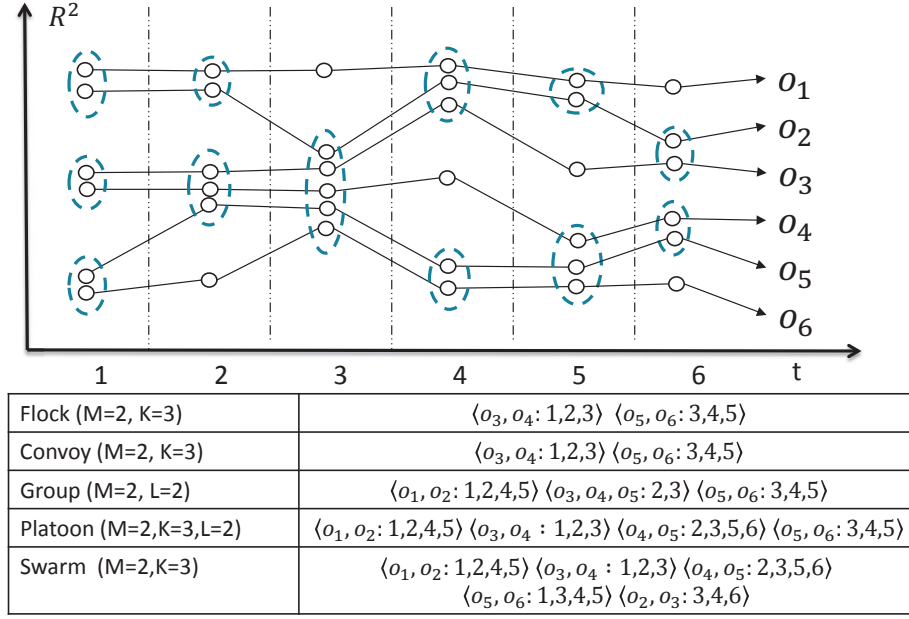 R²
o₁
o₂
o₃
o₄
o₅
o₆
1 2 3 4 5 6 t
Flock (M=2, K=3) ⟨o₃, o₄: 1,2,3⟩ ⟨o₅, o₆: 3,4,5⟩
Convoy (M=2, K=3) ⟨o₃, o₄: 1,2,3⟩ ⟨o₅, o₆: 3,4,5⟩
Group (M=2, L=2) ⟨o₁, o₂: 1,2,4,5⟩ ⟨o₃, o₄, o₅: 2,3⟩ ⟨o₅, o₆: 3,4,5⟩
Platoon (M=2,K=3,L=2) ⟨o₁, o₂: 1,2,4,5⟩ ⟨o₃, o₄ : 1,2,3⟩ ⟨o₄, o₅: 2,3,5,6⟩ ⟨o₅, o₆: 3,4,5⟩
Swarm (M=2,K=3) ⟨o₁, o₂: 1,2,4,5⟩ ⟨o₃, o₄ : 1,2,3⟩ ⟨o₄, o₅: 2,3,5,6⟩
⟨o₅, o₆: 1,3,4,5⟩ ⟨o₂, o₃: 3,4,6⟩